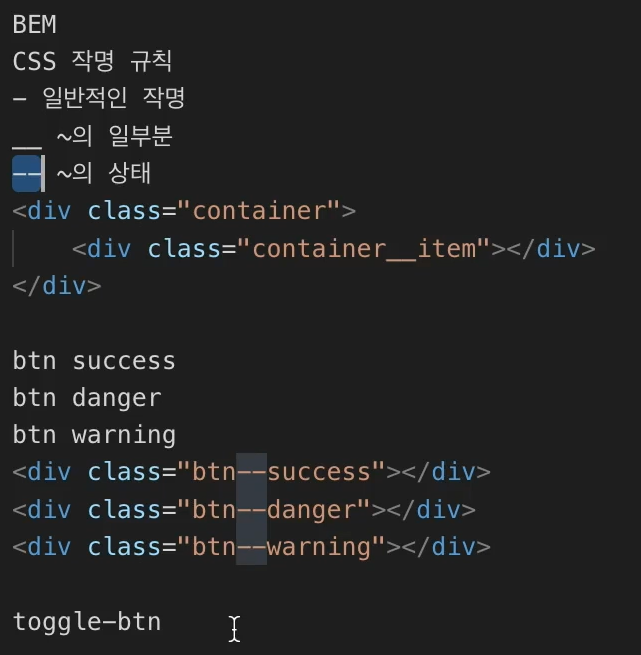 BEM
CSS 작명 규칙
- 일반적인 작명
__ ~의 일부분
-- ~의 상태
<div class="container">
    <div class="container__item"></div>
</div>
btn success
btn danger
btn warning
<div class="btn--success"></div>
<div class="btn--danger"></div>
<div class="btn--warning"></div>
toggle-btn